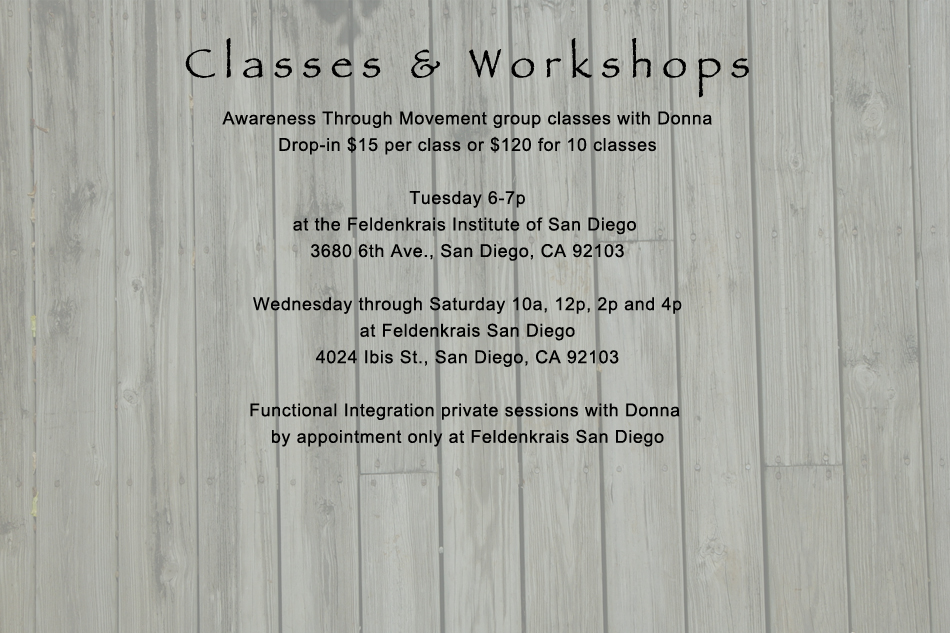 Classes & Workshops
Awareness Through Movement group classes with Donna
Drop-in $15 per class or $120 for 10 classes
Tuesday 6-7p
at the Feldenkrais Institute of San Diego
3680 6th Ave., San Diego, CA 92103
Wednesday through Saturday 10a, 12p, 2p and 4p
at Feldenkrais San Diego
4024 Ibis St., San Diego, CA 92103
Functional Integration private sessions with Donna
by appointment only at Feldenkrais San Diego